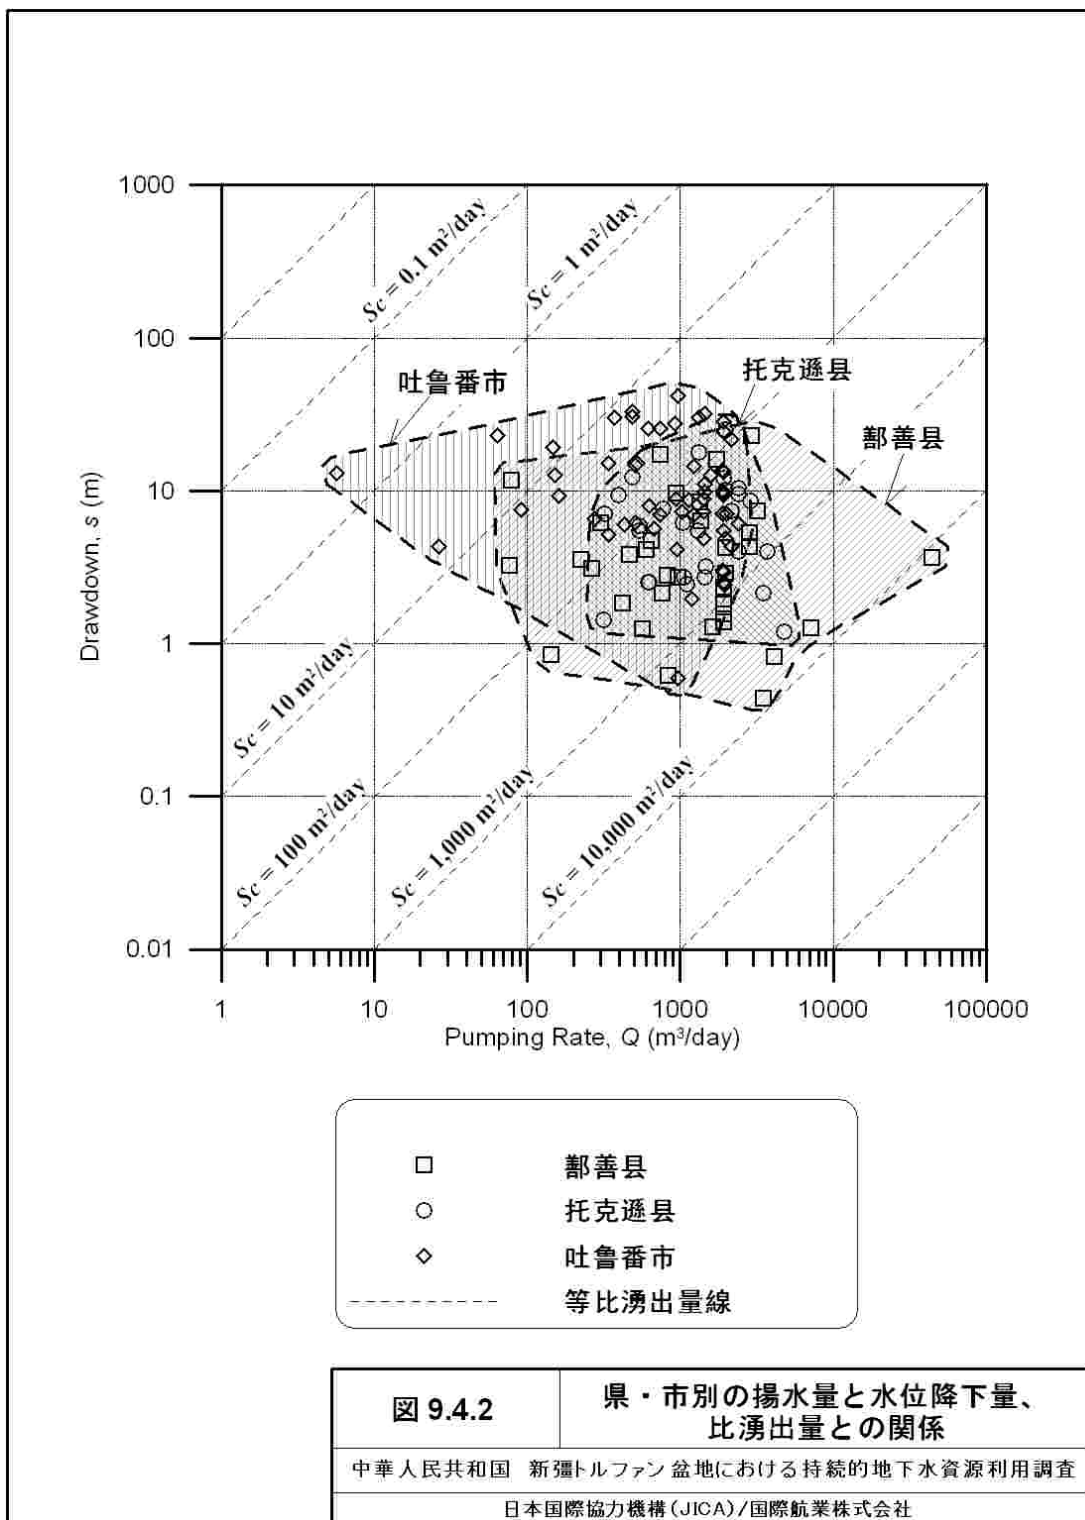 1000
100
10
1
0.1
0.01
Drawdown, s (m)
Sc = 0.1 m²/day
Sc = 1 m²/day
Sc = 10 m²/day
Sc = 100 m²/day
Sc = 1,000 m²/day
Sc = 10,000 m²/day
吐鲁番市
托克逊県
鄯善県
1
10
100
1000
10000
100000
Pumping Rate, Q (m³/day)
鄯善県
托克逊県
吐鲁番市
等比湧出量線
図 9.4.2
県・市別の揚水量と水位降下量、
比湧出量との関係
中華人民共和国 新疆トルファン盆地における持続的地下水資源利用調査
日本国際協力機構(JICA)/国際航業株式会社